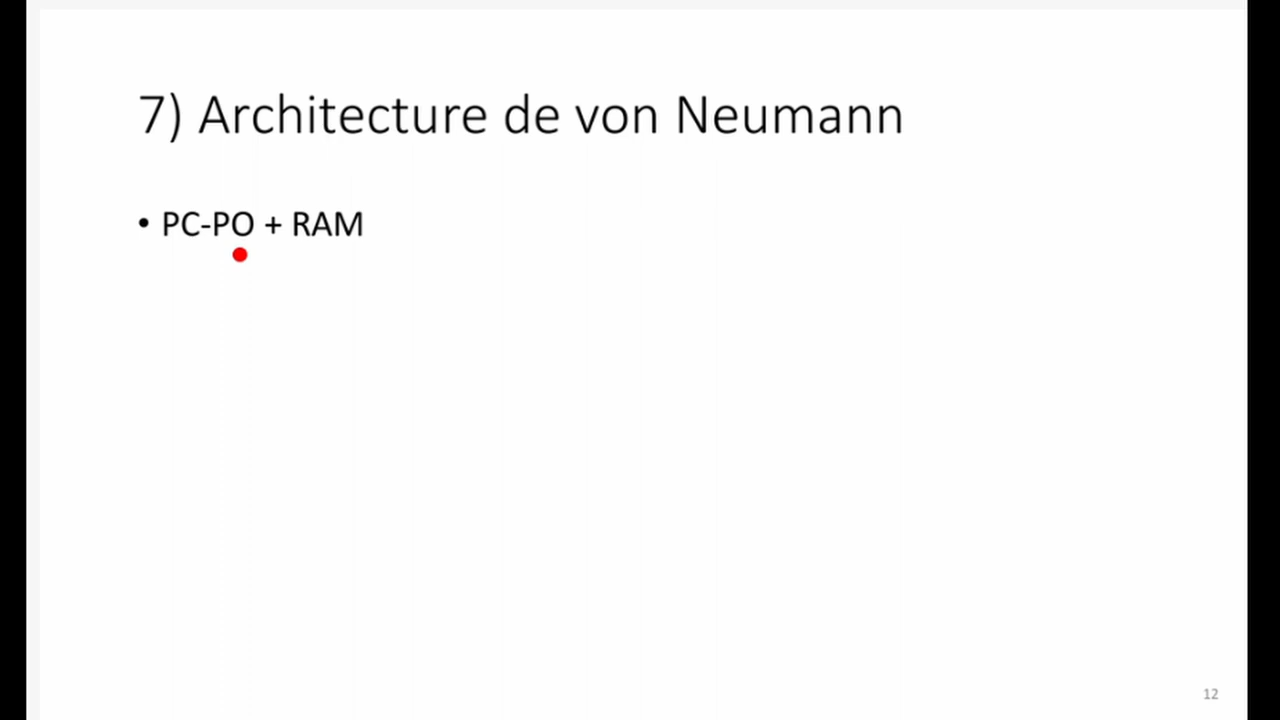 7) Architecture de von Neumann
• PC-PO + RAM
12